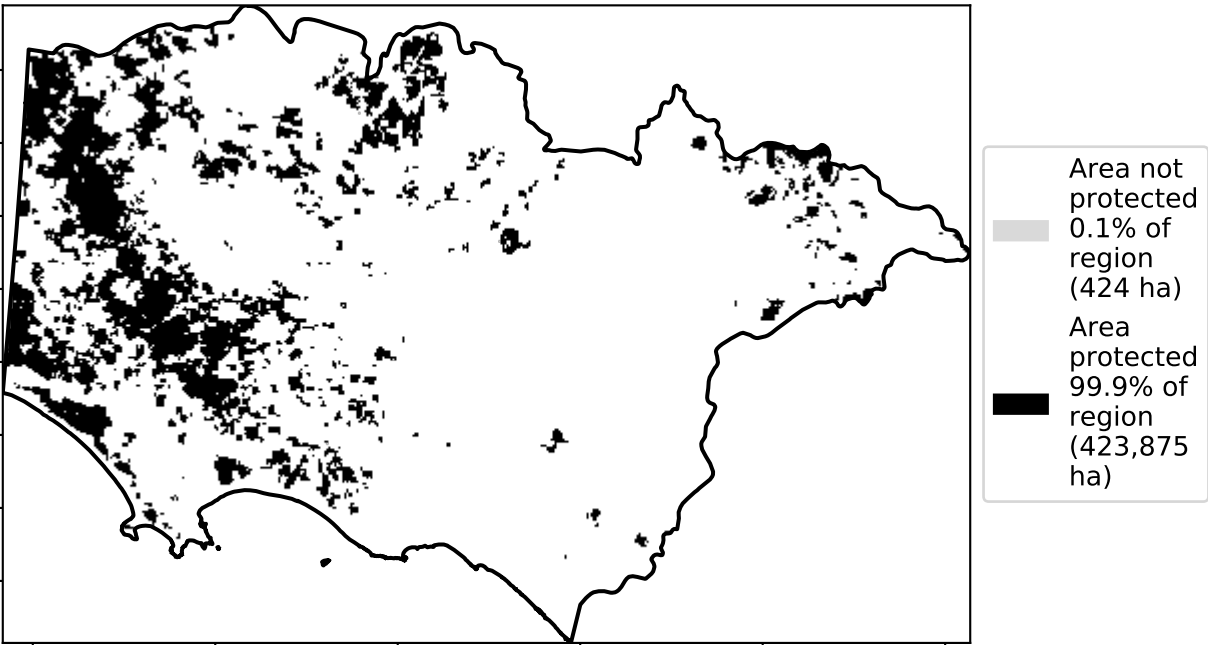 Area not
protected
0.1% of
region
(424 ha)
Area
protected
99.9% of
region
(423,875
ha)